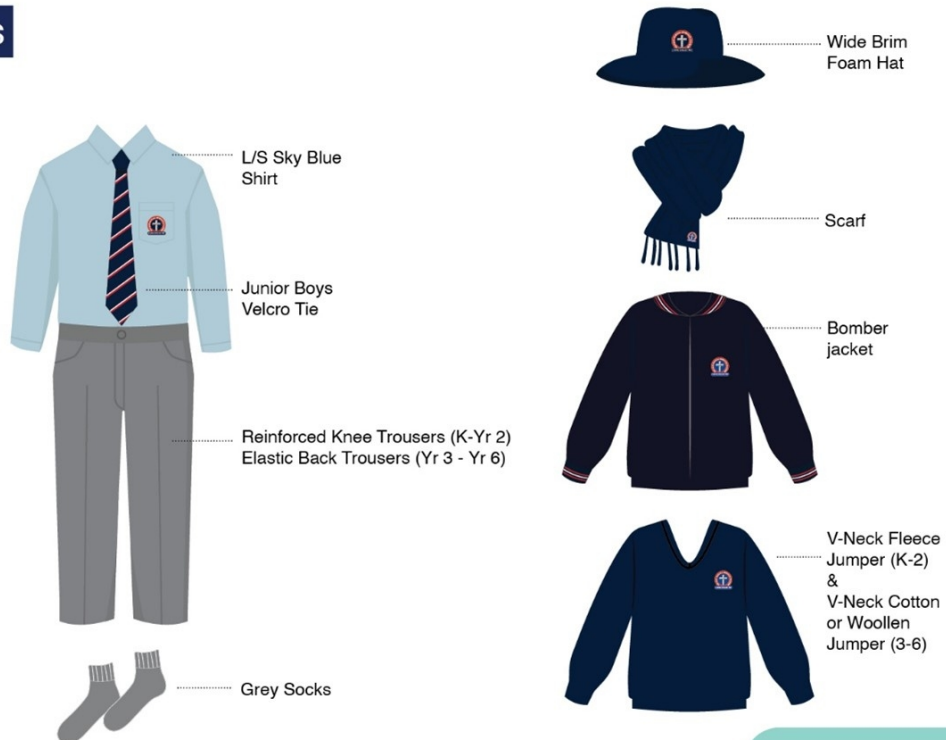 S
L/S Sky Blue
Shirt
Junior Boys
Velcro Tie
Reinforced Knee Trousers (K-Yr 2)
Elastic Back Trousers (Yr 3 - Yr 6)
Grey Socks
Wide Brim
Foam Hat
Scarf
Bomber
jacket
V-Neck Fleece
Jumper (K-2)
&
V-Neck Cotton
or Woollen
Jumper (3-6)